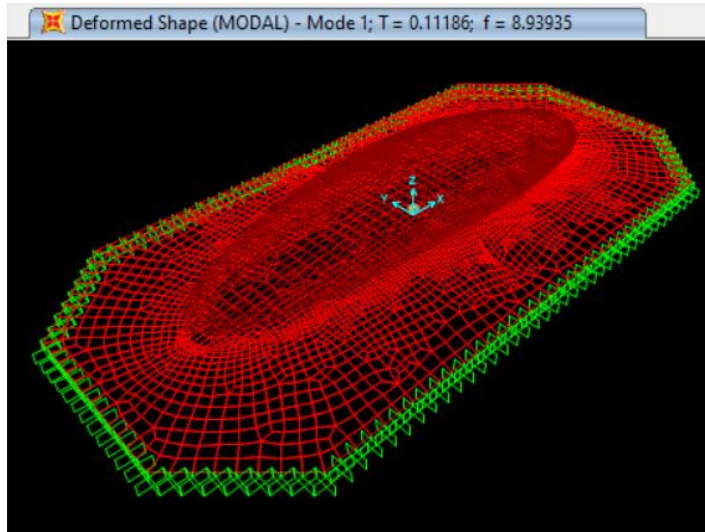 Deformed Shape (MODAL) - Mode 1; T = 0.11186; f = 8.93935
Z
Y
X